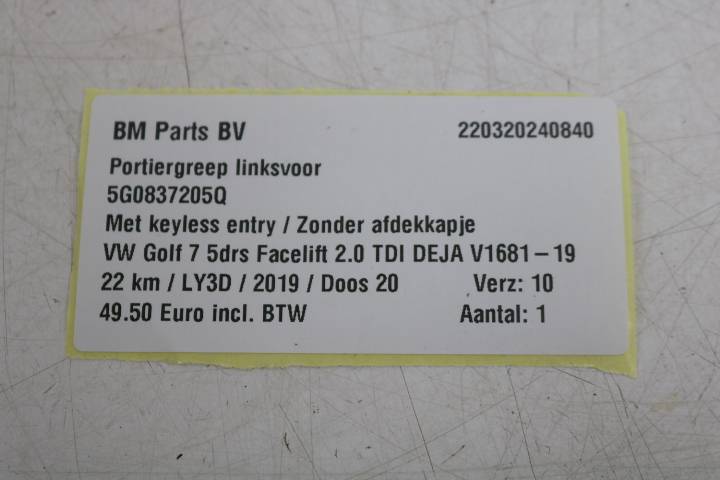 BM Parts BV 220320240840
Portiergreep linksvoor
5G0837205Q
Met keyless entry / Zonder afdekkapje
VW Golf 7 5drs Facelift 2.0 TDI DEJA V1681-19
22 km / LY3D / 2019 / Doos 20 Verz: 10
49.50 Euro incl. BTW Aantal: 1